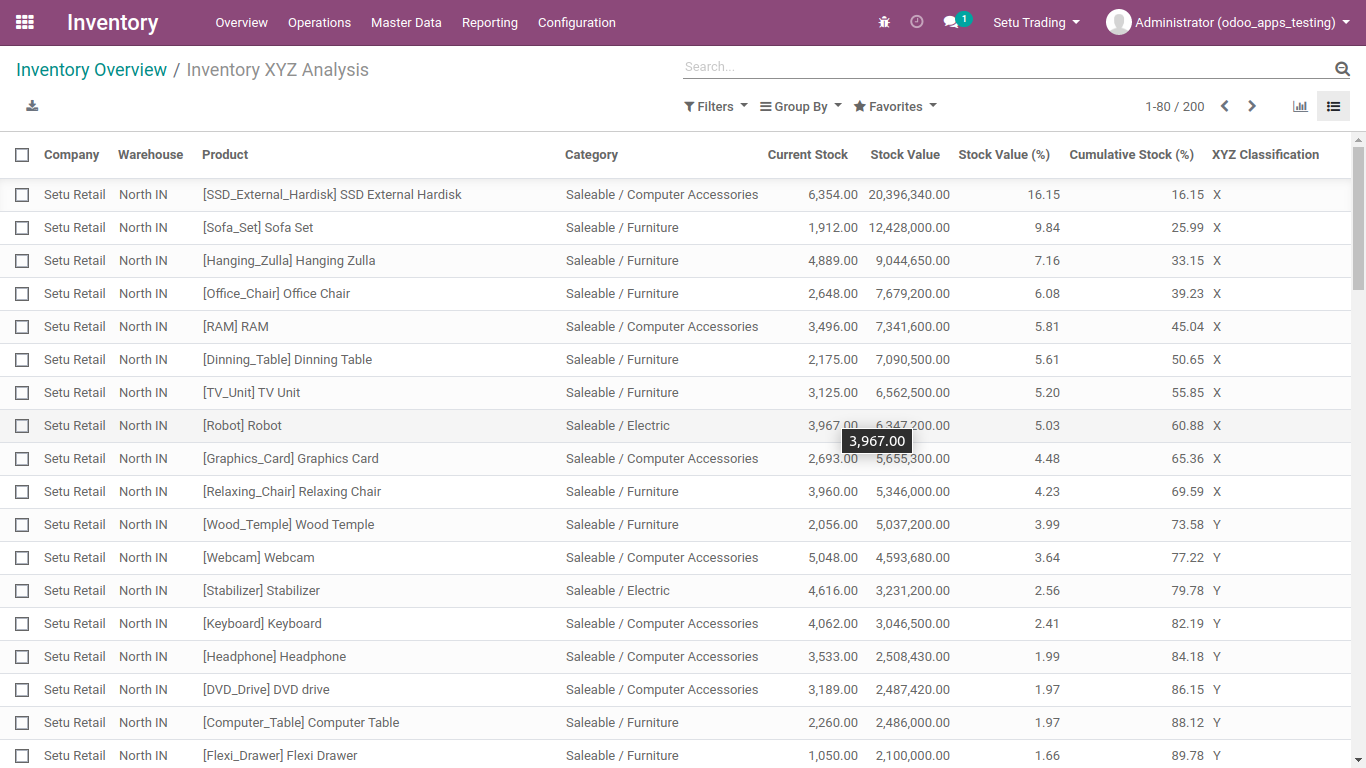 Inventory Overview Operations Master Data Reporting Configuration 1 Setu Trading Administrator (odoo_apps_testing)
Inventory Overview / Inventory XYZ Analysis Search...
Filters Group By Favorites 1-80 / 200
Company Warehouse Product Category Current Stock Stock Value Stock Value (%) Cumulative Stock (%) XYZ Classification
Setu Retail North IN [SSD_External_Hardisk] SSD External Hardisk Saleable / Computer Accessories 6,354.00 20,396,340.00 16.15 16.15 X
Setu Retail North IN [Sofa_Set] Sofa Set Saleable / Furniture 1,912.00 12,428,000.00 9.84 25.99 X
Setu Retail North IN [Hanging_Zulla] Hanging Zulla Saleable / Furniture 4,889.00 9,044,650.00 7.16 33.15 X
Setu Retail North IN [Office_Chair] Office Chair Saleable / Furniture 2,648.00 7,679,200.00 6.08 39.23 X
Setu Retail North IN [RAM] RAM Saleable / Computer Accessories 3,496.00 7,341,600.00 5.81 45.04 X
Setu Retail North IN [Dinning_Table] Dinning Table Saleable / Furniture 2,175.00 7,090,500.00 5.61 50.65 X
Setu Retail North IN [TV_Unit] TV Unit Saleable / Furniture 3,125.00 6,562,500.00 5.20 55.85 X
Setu Retail North IN [Robot] Robot Saleable / Electric 3,967.00 6,347,200.00 5.03 60.88 X
3,967.00
Setu Retail North IN [Graphics_Card] Graphics Card Saleable / Computer Accessories 2,693.00 5,655,300.00 4.48 65.36 X
Setu Retail North IN [Relaxing_Chair] Relaxing Chair Saleable / Furniture 3,960.00 5,346,000.00 4.23 69.59 X
Setu Retail North IN [Wood_Temple] Wood Temple Saleable / Furniture 2,056.00 5,037,200.00 3.99 73.58 Y
Setu Retail North IN [Webcam] Webcam Saleable / Computer Accessories 5,048.00 4,593,680.00 3.64 77.22 Y
Setu Retail North IN [Stabilizer] Stabilizer Saleable / Electric 4,616.00 3,231,200.00 2.56 79.78 Y
Setu Retail North IN [Keyboard] Keyboard Saleable / Computer Accessories 4,062.00 3,046,500.00 2.41 82.19 Y
Setu Retail North IN [Headphone] Headphone Saleable / Computer Accessories 3,533.00 2,508,430.00 1.99 84.18 Y
Setu Retail North IN [DVD_Drive] DVD drive Saleable / Computer Accessories 3,189.00 2,487,420.00 1.97 86.15 Y
Setu Retail North IN [Computer_Table] Computer Table Saleable / Furniture 2,260.00 2,486,000.00 1.97 88.12 Y
Setu Retail North IN [Flexi_Drawer] Flexi Drawer Saleable / Furniture 1,050.00 2,100,000.00 1.66 89.78 Y